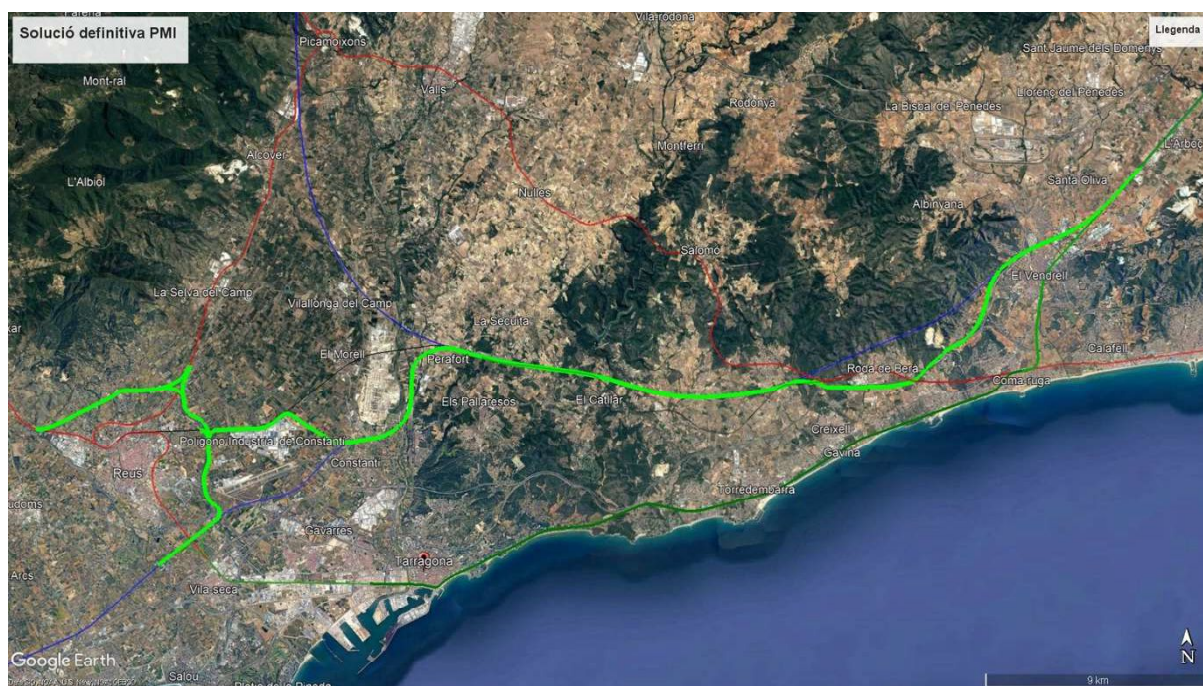 Solució definitiva PMI
Llegenda
Vila-rodona
Picamoixons
Sant Jaume dels Domenys
Mont-ral
Valls
Llorenç del Penedès
Rodonyà
La Bisbal del Penedès
Montferri
L'Arboç
Alcover
L'Albiol
Santa Oliva
Nulles
Albinyana
Salomó
El Vendrell
La Selva del Camp
Vilallonga del Camp
La Secuita
El Morell
Perafort
Calafell
Roda de Berà
Coma-ruga
Els Pallaresos
El Catllar
Creixell
Polígono Industrial de Constantí
Gavina
Constantí
Reus
Torredembarra
Gavarres
Tarragona
Arcs
Vila-seca
Google Earth
N
Salou
9 km